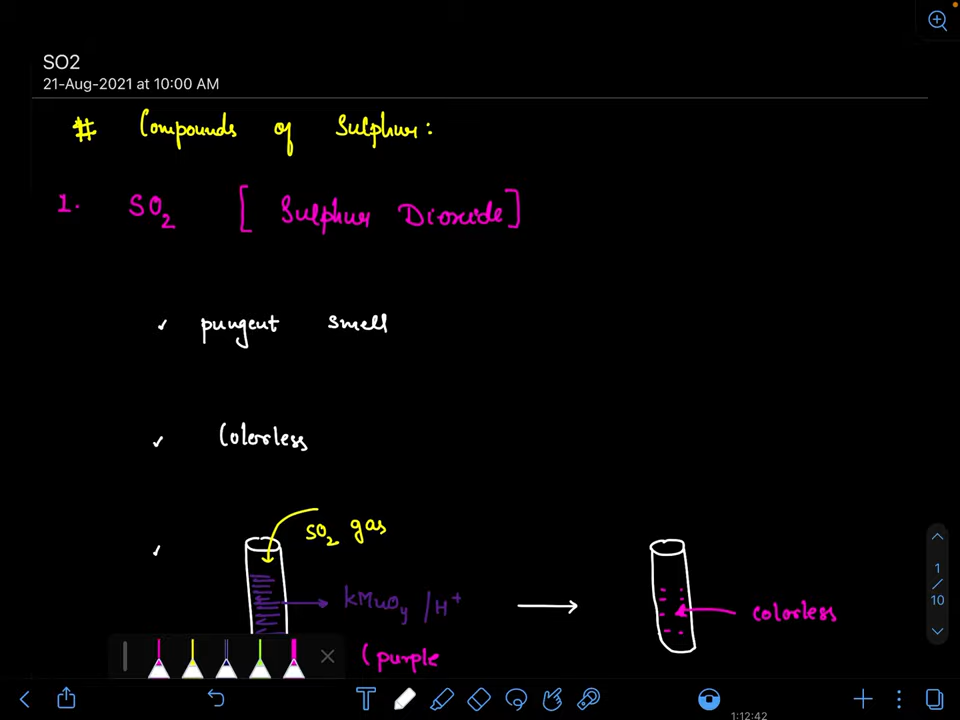 SO2
21-Aug-2021 at 10:00 AM
# Compounds of Sulphur:
1. SO2 [ Sulphur Dioxide ]
✓ pungent smell
✓ Colorless
✓ SO2 gas
KMnO4 / H+
colorless
(purple
1
/
10
1:12:42